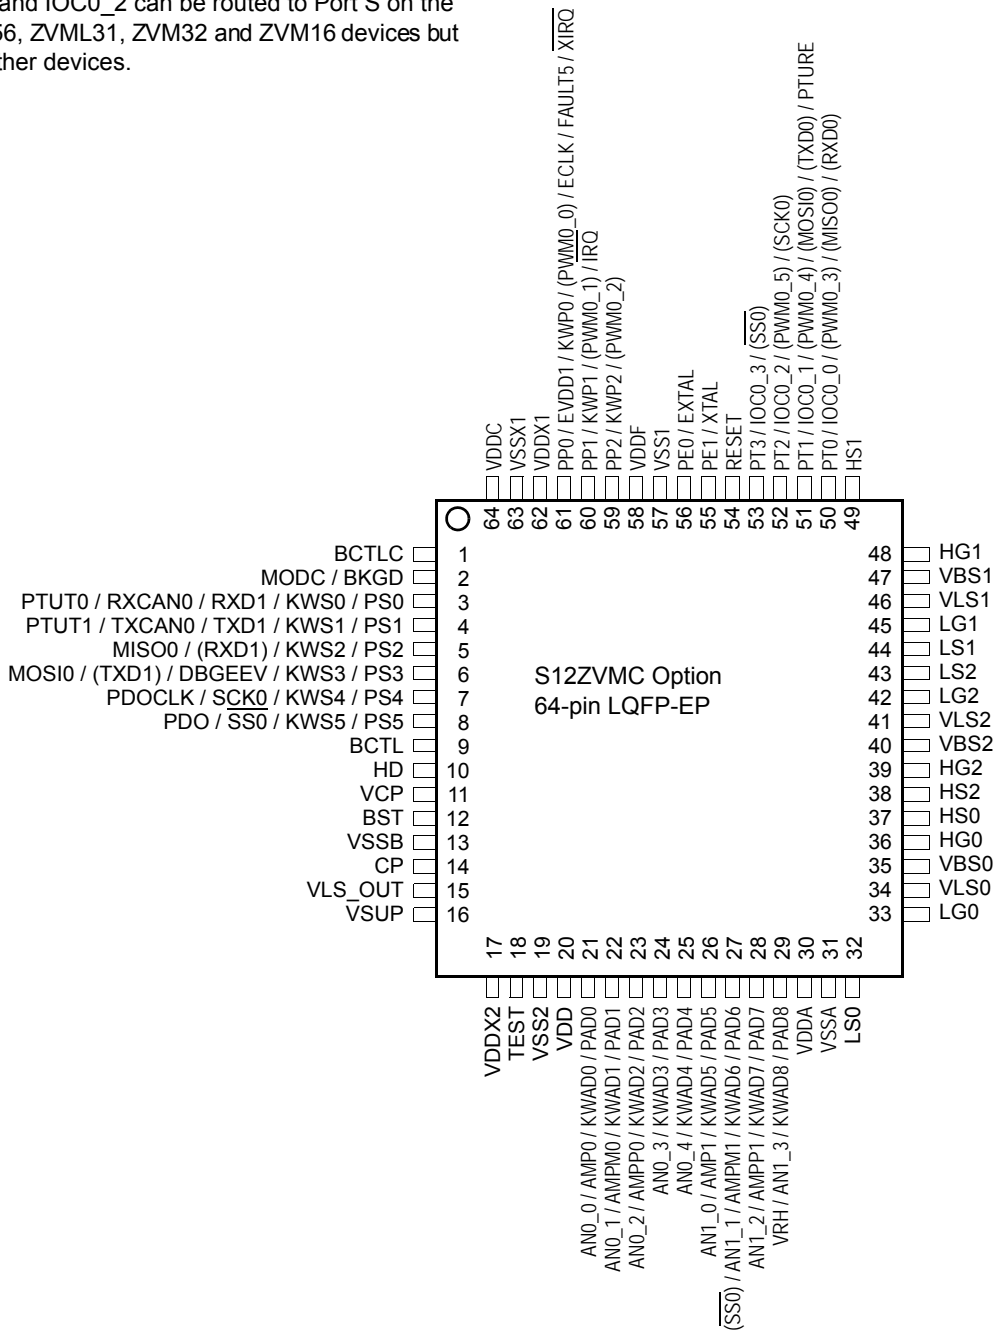 and IOC0_2 can be routed to Port S on the
56, ZVML31, ZVM32 and ZVM16 devices but
ther devices.
VDDC
VSSX1
VDDX1
PP0 / EVDD1 / KWP0 / (PWM0_0) / ECLK / FAULT5 / XIRQ
PP1 / KWP1 / (PWM0_1) / IRQ
PP2 / KWP2 / (PWM0_2)
VDDF
VSS1
PE0 / EXTAL
PE1 / XTAL
RESET
PT3 / IOC0_3 / (SS0)
PT2 / IOC0_2 / (PWM0_5) / (SCK0)
PT1 / IOC0_1 / (PWM0_4) / (MOSI0) / (TXD0) / PTURE
PT0 / IOC0_0 / (PWM0_3) / (MISO0) / (RXD0)
HS1
64
63
62
61
60
59
58
57
56
55
54
53
52
51
50
49
BCTLC 1
MODC / BKGD 2
PTUT0 / RXCAN0 / RXD1 / KWS0 / PS0 3
PTUT1 / TXCAN0 / TXD1 / KWS1 / PS1 4
MISO0 / (RXD1) / KWS2 / PS2 5
MOSI0 / (TXD1) / DBGEEV / KWS3 / PS3 6
PDOCLK / SCK0 / KWS4 / PS4 7
PDO / SS0 / KWS5 / PS5 8
BCTL 9
HD 10
VCP 11
BST 12
VSSB 13
CP 14
VLS_OUT 15
VSUP 16
S12ZVMC Option
64-pin LQFP-EP
48 HG1
47 VBS1
46 VLS1
45 LG1
44 LS1
43 LS2
42 LG2
41 VLS2
40 VBS2
39 HG2
38 HS2
37 HS0
36 HG0
35 VBS0
34 VLS0
33 LG0
17
18
19
20
21
22
23
24
25
26
27
28
29
30
31
32
VDDX2
TEST
VSS2
VDD
AN0_0 / AMP0 / KWAD0 / PAD0
AN0_1 / AMPM0 / KWAD1 / PAD1
AN0_2 / AMPP0 / KWAD2 / PAD2
AN0_3 / KWAD3 / PAD3
AN0_4 / KWAD4 / PAD4
AN1_0 / AMP1 / KWAD5 / PAD5
(SS0) / AN1_1 / AMPM1 / KWAD6 / PAD6
AN1_2 / AMPP1 / KWAD7 / PAD7
VRH / AN1_3 / KWAD8 / PAD8
VDDA
VSSA
LS0